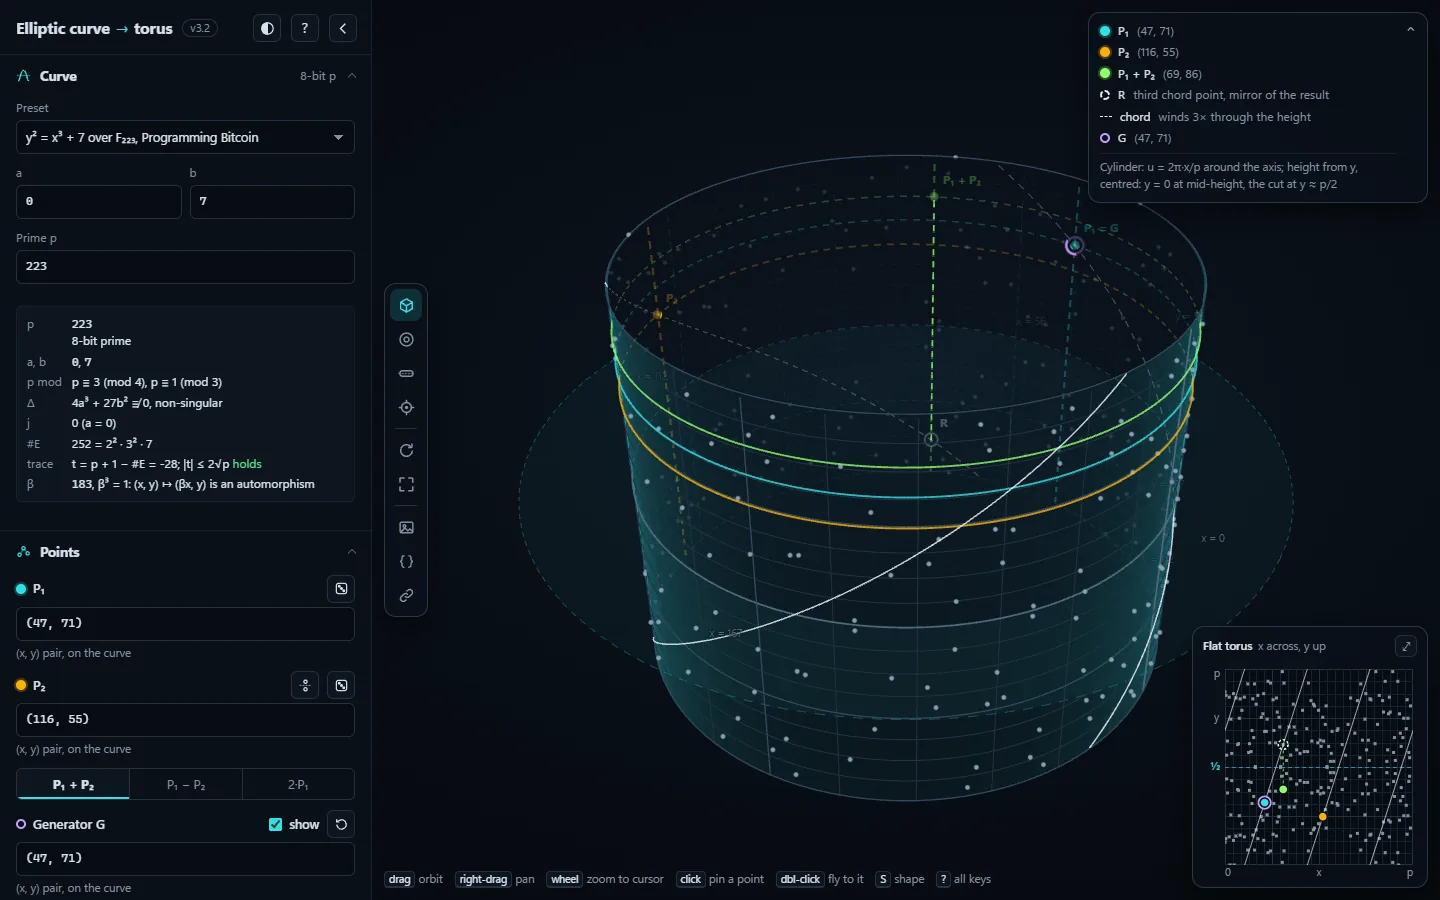 Elliptic curve → torus v3.2
?
Curve 8-bit p
Preset
y² = x³ + 7 over F₂₂₃, Programming Bitcoin
a b
0 7
Prime p
223
p 223
8-bit prime
a, b 0, 7
p mod p ≡ 3 (mod 4), p ≡ 1 (mod 3)
Δ 4a³ + 27b² ≢ 0, non-singular
j 0 (a = 0)
#E 252 = 2² · 3² · 7
trace t = p + 1 − #E = -28; |t| ≤ 2√p holds
β 183, β³ = 1: (x, y) ↦ (βx, y) is an automorphism
Points
P₁
(47, 71)
(x, y) pair, on the curve
P₂
(116, 55)
(x, y) pair, on the curve
P₁ + P₂ P₁ − P₂ 2·P₁
Generator G show
(47, 71)
(x, y) pair, on the curve
P₁ (47, 71)
P₂ (116, 55)
P₁ + P₂ (69, 86)
R third chord point, mirror of the result
chord winds 3× through the height
G (47, 71)
Cylinder: u = 2π·x/p around the axis; height from y,
centred: y = 0 at mid-height, the cut at y ≈ p/2
P₁ + P₂
P₁ = G
R
x = 0
x = 167
Flat torus x across, y up
p
y
½
0 x p
drag orbit right-drag pan wheel zoom to cursor click pin a point dbl-click fly to it S shape ? all keys